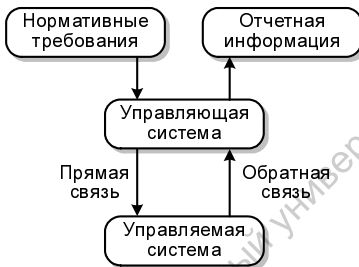 Нормативные
требования
Отчетная
информация
Управляющая
система
Прямая
связь
Обратная
связь
Управляемая
система